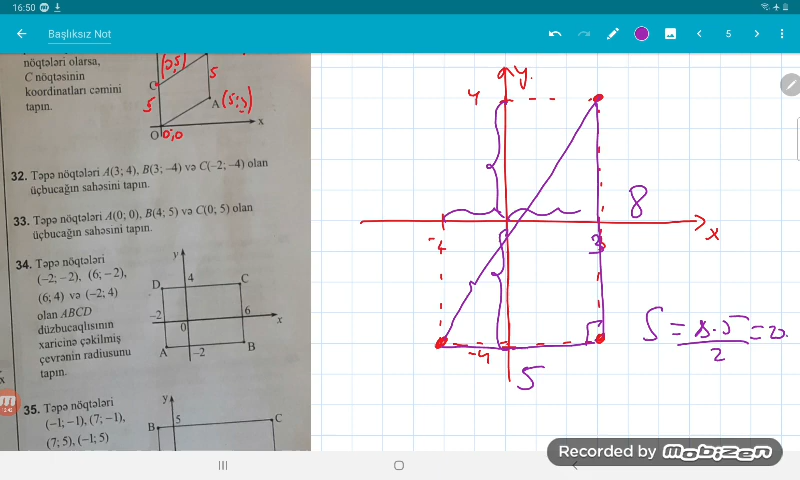 16:50
Başlıksız Not
5
nöqtələri olarsa,
C nöqtəsinin
koordinatları cəmini
tapın.
C
5
5
A (5;3)
O
0;0
x
32. Təpə nöqtələri A(3; 4), B(3; −4) və C(−2; −4) olan
üçbucağın sahəsini tapın.
33. Təpə nöqtələri A(0; 0), B(4; 5) və C(0; 5) olan
üçbucağın sahəsini tapın.
34. Təpə nöqtələri
(−2; −2), (6; −2),
(6; 4) və (−2; 4)
olan ABCD
düzbucaqlısının
xaricinə çəkilmiş
çevrənin radiusunu
tapın.
y
4
D
C
−2
0
6
x
A
−2
B
35. Təpə nöqtələri
(−1; −1), (7; −1),
(7; 5), (−1; 5)
y
5
B
C
y
4
8
x
3
-4
5
S = 8·5/2 = 20
Recorded by
mobizen